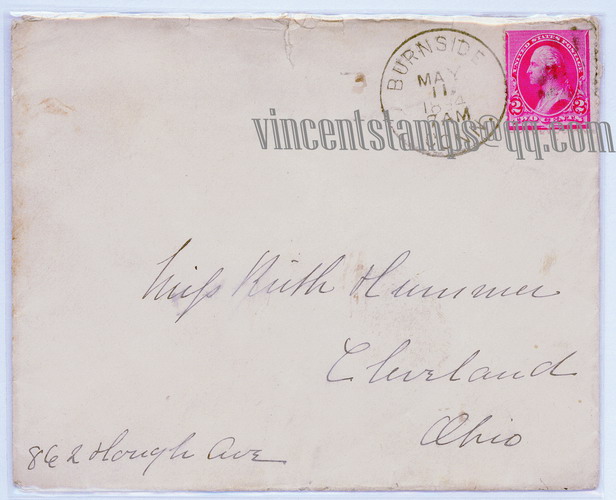 BURNSIDE
MAY
11
1894
7AM
UNITED STATES POSTAGE
2 2
TWO CENTS
vincentstamps@qq.com
Miss Ruth Hummer
Cleveland
Ohio
862 Hough Ave